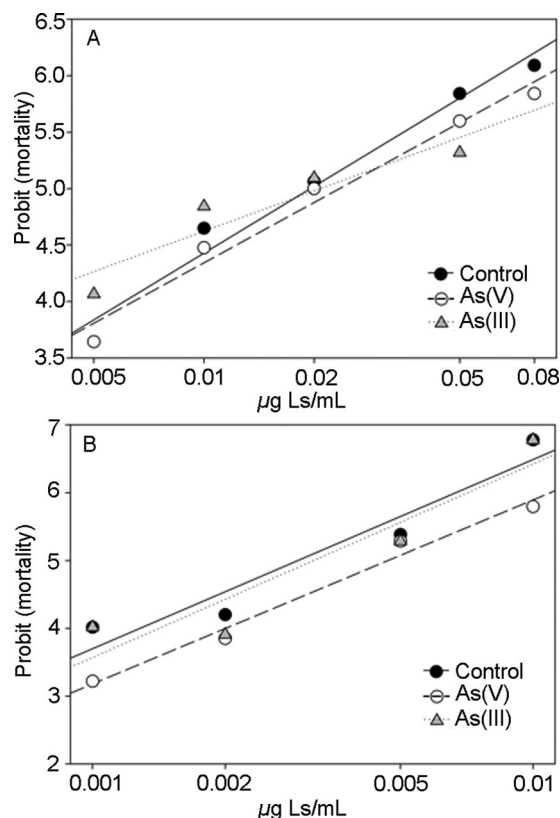 A
Probit (mortality)
6.5
6.0
5.5
5.0
4.5
4.0
3.5
Control
As(V)
As(III)
0.005 0.01 0.02 0.05 0.08
µg Ls/mL
B
Probit (mortality)
7
6
5
4
3
2
Control
As(V)
As(III)
0.001 0.002 0.005 0.01
µg Ls/mL